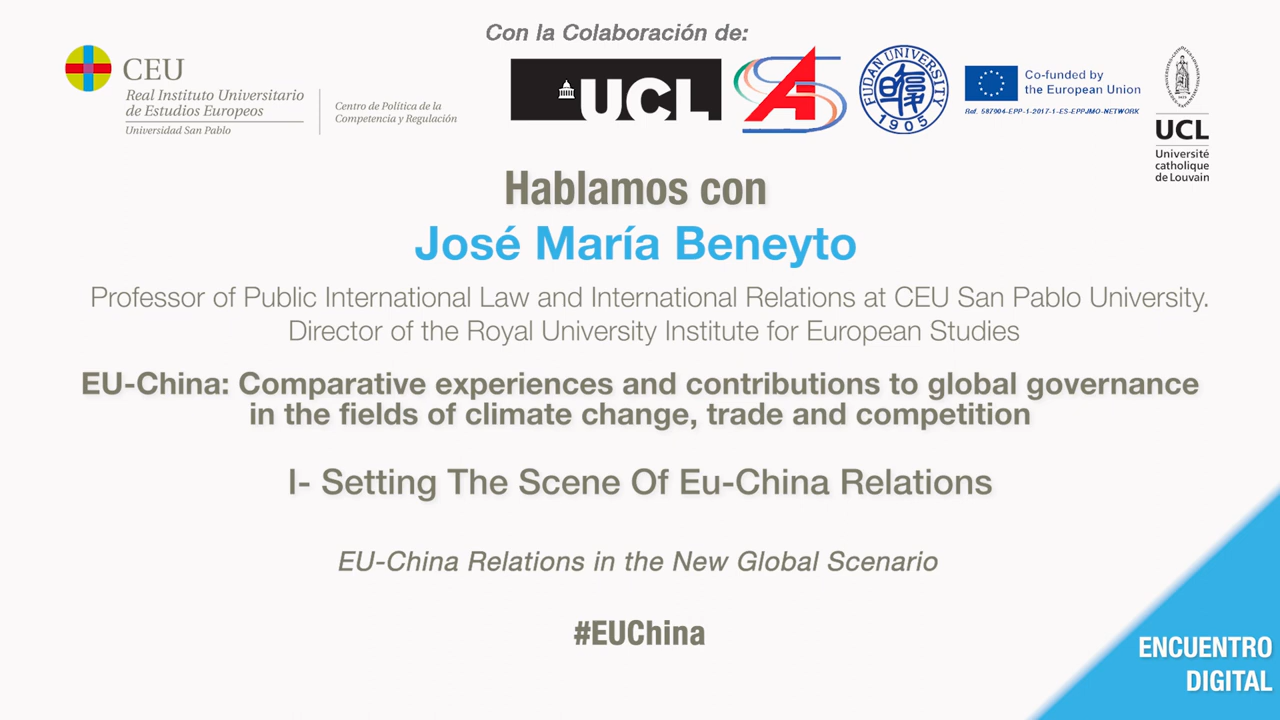 Con la Colaboración de:
CEU
Real Instituto Universitario
de Estudios Europeos
Universidad San Pablo
Centro de Política de la
Competencia y Regulación
UCL
FUDAN UNIVERSITY
1905
Co-funded by
the European Union
Ref. 587904-EPP-1-2017-1-ES-EPPJMO-NETWORK
UCL
Université
catholique
de Louvain
Hablamos con
José María Beneyto
Professor of Public International Law and International Relations at CEU San Pablo University.
Director of the Royal University Institute for European Studies
EU-China: Comparative experiences and contributions to global governance
in the fields of climate change, trade and competition
I- Setting The Scene Of Eu-China Relations
EU-China Relations in the New Global Scenario
#EUChina
ENCUENTRO
DIGITAL